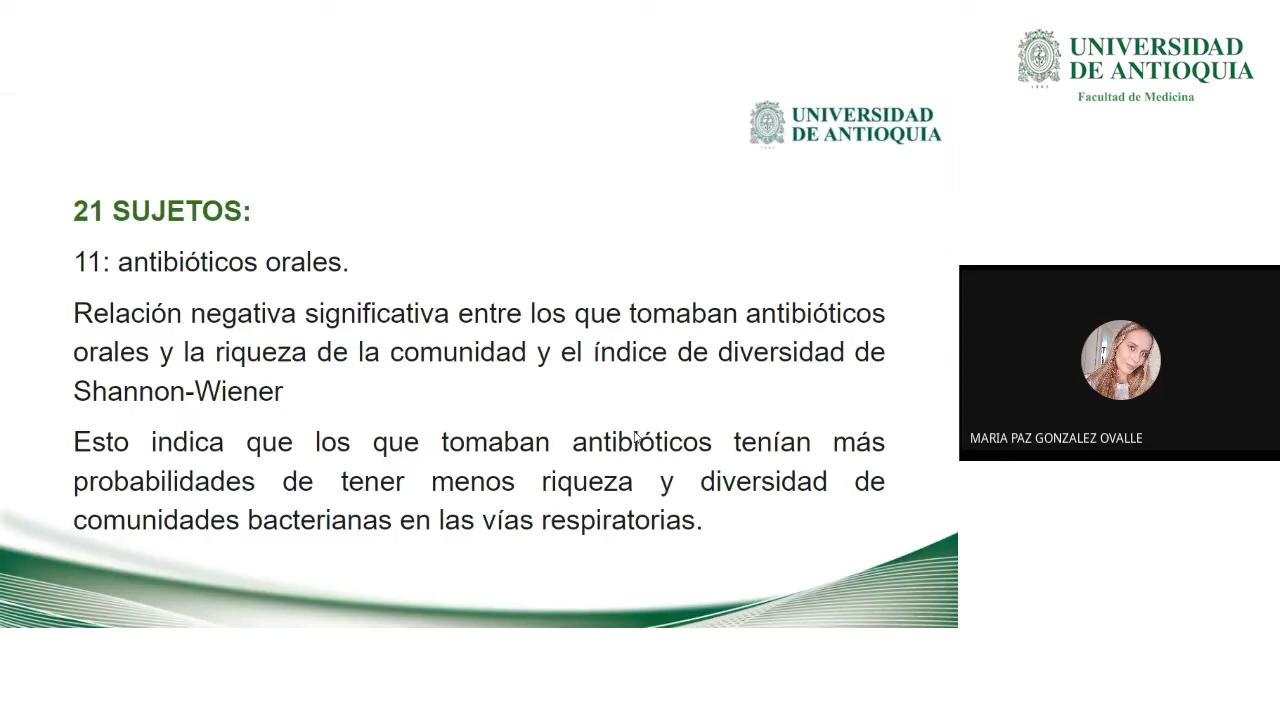 UNIVERSIDAD
DE ANTIOQUIA
1803
Facultad de Medicina
UNIVERSIDAD
DE ANTIOQUIA
21 SUJETOS:
11: antibióticos orales.
Relación negativa significativa entre los que tomaban antibióticos
orales y la riqueza de la comunidad y el índice de diversidad de
Shannon-Wiener
Esto indica que los que tomaban antibióticos tenían más
probabilidades de tener menos riqueza y diversidad de
comunidades bacterianas en las vías respiratorias.
MARIA PAZ GONZALEZ OVALLE